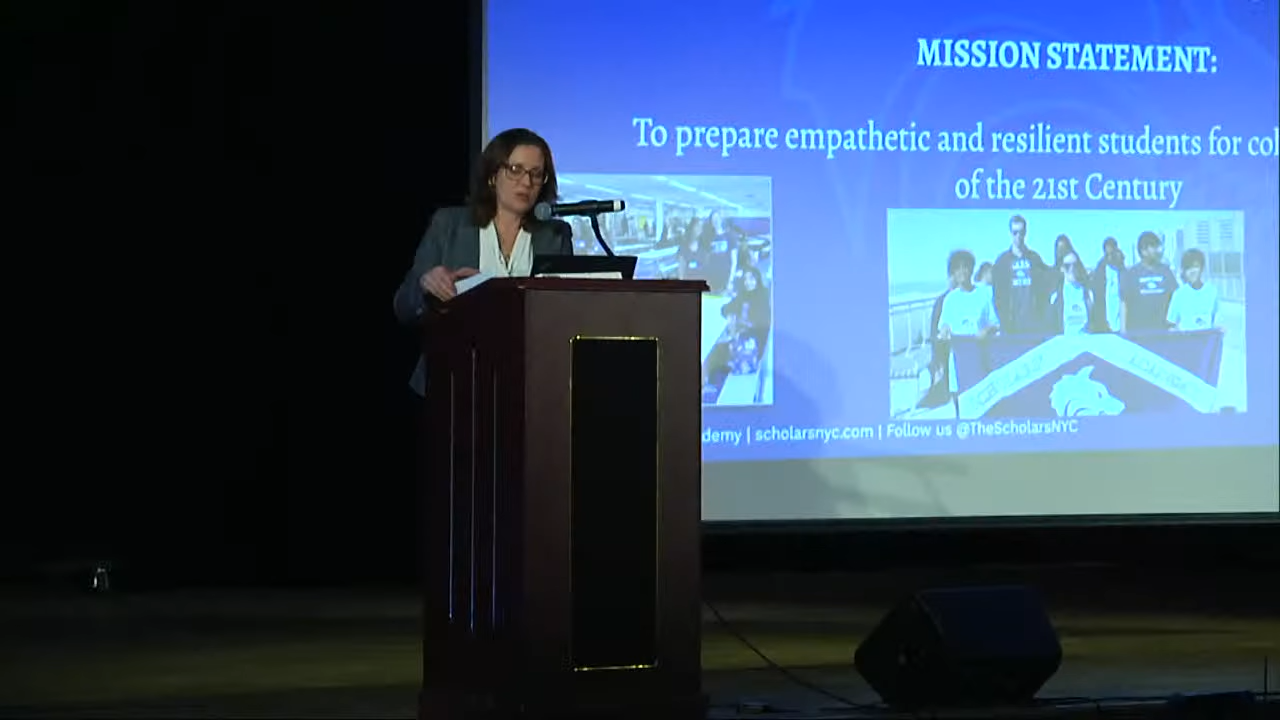 MISSION STATEMENT:
To prepare empathetic and resilient students for col
of the 21st Century
demy | scholarsnyc.com | Follow us @TheScholarsNYC